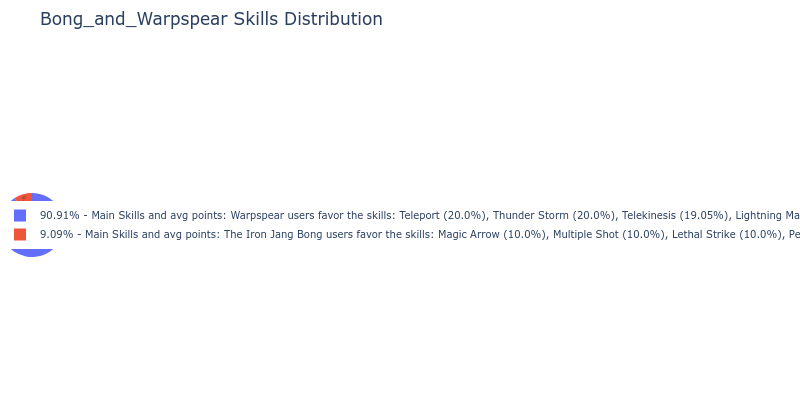 Bong_and_Warpspear Skills Distribution
90.91% - Main Skills and avg points: Warpspear users favor the skills: Teleport (20.0%), Thunder Storm (20.0%), Telekinesis (19.05%), Lightning Ma
9.09% - Main Skills and avg points: The Iron Jang Bong users favor the skills: Magic Arrow (10.0%), Multiple Shot (10.0%), Lethal Strike (10.0%), Pe